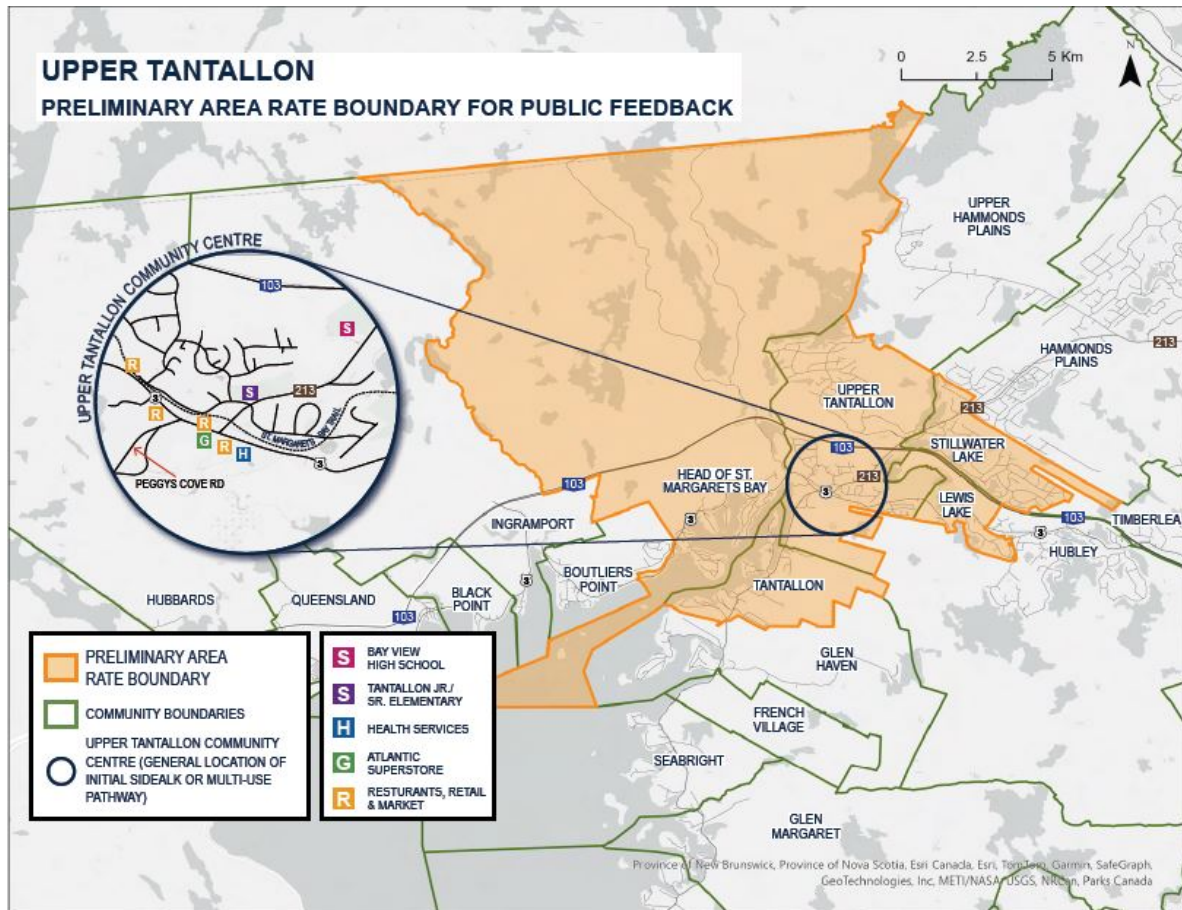 UPPER TANTALLON
PRELIMINARY AREA RATE BOUNDARY FOR PUBLIC FEEDBACK
0 2.5 5 Km
N
UPPER TANTALLON COMMUNITY CENTRE
103
S
R
213
S
3
R
R
G
R
H
ST. MARGARETS BAY TRAIL
3
PEGGYS COVE RD
UPPER
HAMMONDS
PLAINS
HAMMONDS
PLAINS
213
UPPER
TANTALLON
213
STILLWATER
LAKE
103
213
3
LEWIS
LAKE
HEAD OF ST.
MARGARETS BAY
103
3
INGRAMPORT
103
TIMBERLEA
3
HUBLEY
BOUTLIERS
POINT
3
TANTALLON
BLACK
POINT
QUEENSLAND
HUBBARDS
103
GLEN
HAVEN
FRENCH
VILLAGE
SEABRIGHT
GLEN
MARGARET
PRELIMINARY AREA
RATE BOUNDARY
COMMUNITY BOUNDARIES
UPPER TANTALLON COMMUNITY
CENTRE (GENERAL LOCATION OF
INITIAL SIDEALK OR MULTI-USE
PATHWAY)
S BAY VIEW
HIGH SCHOOL
S TANTALLON JR./
SR. ELEMENTARY
H HEALTH SERVICES
G ATLANTIC
SUPERSTORE
R RESTURANTS, RETAIL
& MARKET
Province of New Brunswick, Province of Nova Scotia, Esri Canada, Esri, TomTom, Garmin, SafeGraph,
GeoTechnologies, Inc, METI/NASA, USGS, NRCan, Parks Canada